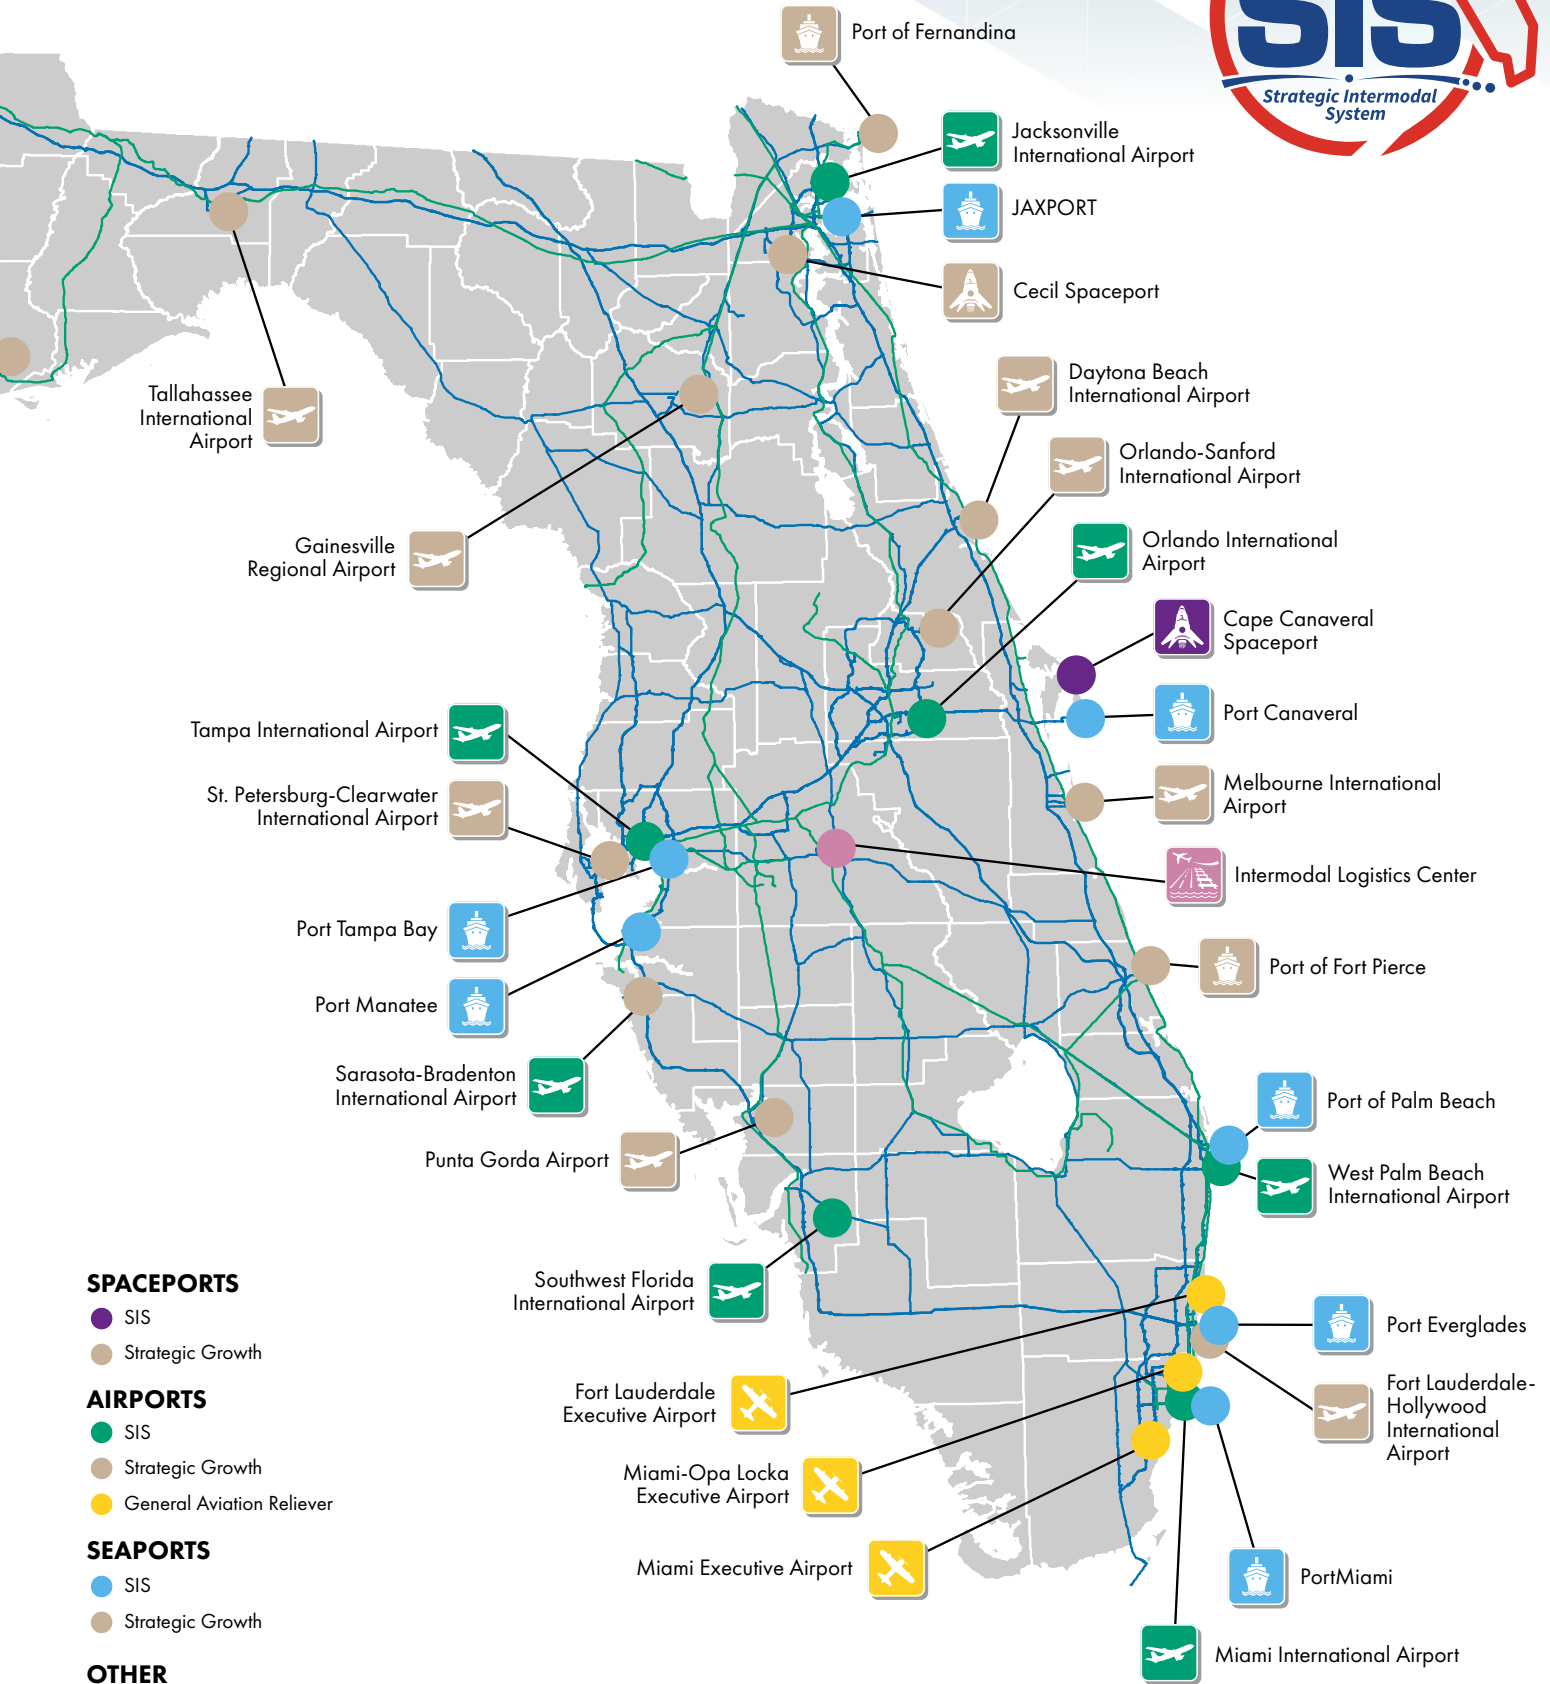 SIS
Strategic Intermodal
System
Port of Fernandina
Jacksonville
International Airport
JAXPORT
Cecil Spaceport
Daytona Beach
International Airport
Tallahassee
International
Airport
Orlando-Sanford
International Airport
Gainesville
Regional Airport
Orlando International
Airport
Cape Canaveral
Spaceport
Port Canaveral
Tampa International Airport
Melbourne International
Airport
St. Petersburg-Clearwater
International Airport
Intermodal Logistics Center
Port Tampa Bay
Port of Fort Pierce
Port Manatee
Sarasota-Bradenton
International Airport
Port of Palm Beach
Punta Gorda Airport
West Palm Beach
International Airport
Southwest Florida
International Airport
Port Everglades
Fort Lauderdale
Executive Airport
Fort Lauderdale-
Hollywood
International
Airport
Miami-Opa Locka
Executive Airport
Miami Executive Airport
PortMiami
Miami International Airport
SPACEPORTS
SIS
Strategic Growth
AIRPORTS
SIS
Strategic Growth
General Aviation Reliever
SEAPORTS
SIS
Strategic Growth
OTHER